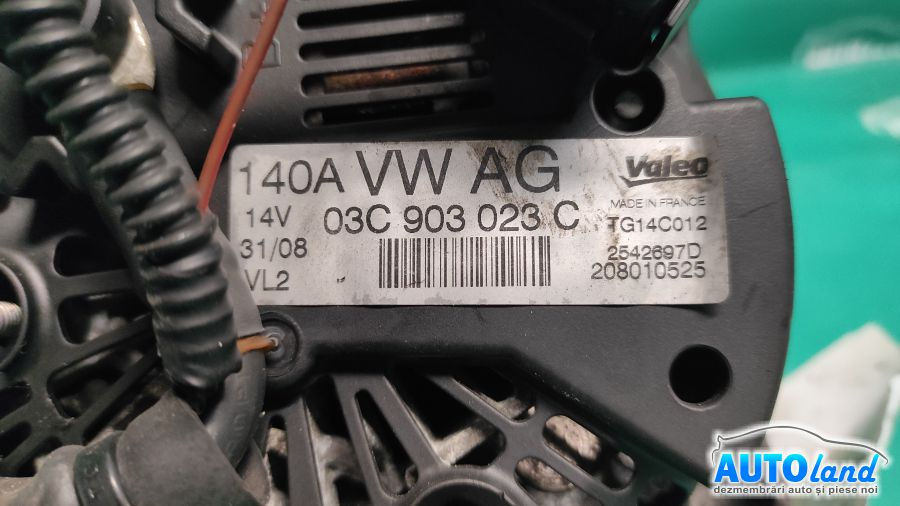 140A VW AG
Valeo
MADE IN FRANCE
14V 03C 903 023 C
TG14C012
31/08
2542697D
VL2
208010525
AUTOland
dezmembrări auto și piese noi